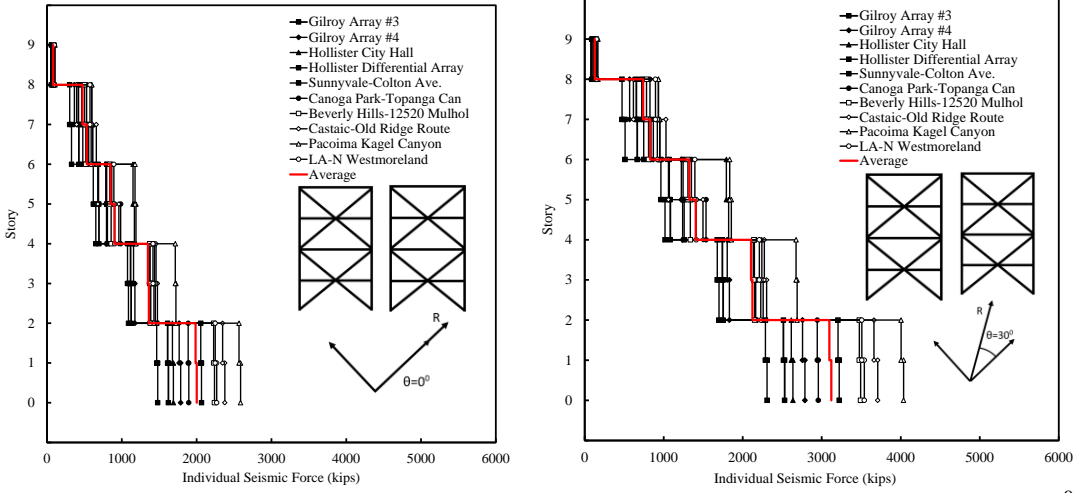 Gilroy Array #3
Gilroy Array #4
Hollister City Hall
Hollister Differential Array
Sunnyvale-Colton Ave.
Canoga Park-Topanga Can
Beverly Hills-12520 Mulhol
Castaic-Old Ridge Route
Pacoima Kagel Canyon
LA-N Westmoreland
Average
9
8
7
6
5
4
3
2
1
0
Story
R
θ=0⁰
0 1000 2000 3000 4000 5000 6000
Individual Seismic Force (kips)
Gilroy Array #3
Gilroy Array #4
Hollister City Hall
Hollister Differential Array
Sunnyvale-Colton Ave.
Canoga Park-Topanga Can
Beverly Hills-12520 Mulhol
Castaic-Old Ridge Route
Pacoima Kagel Canyon
LA-N Westmoreland
Average
9
8
7
6
5
4
3
2
1
0
Story
R
θ=30⁰
0 1000 2000 3000 4000 5000 6000
Individual Seismic Force (kips)